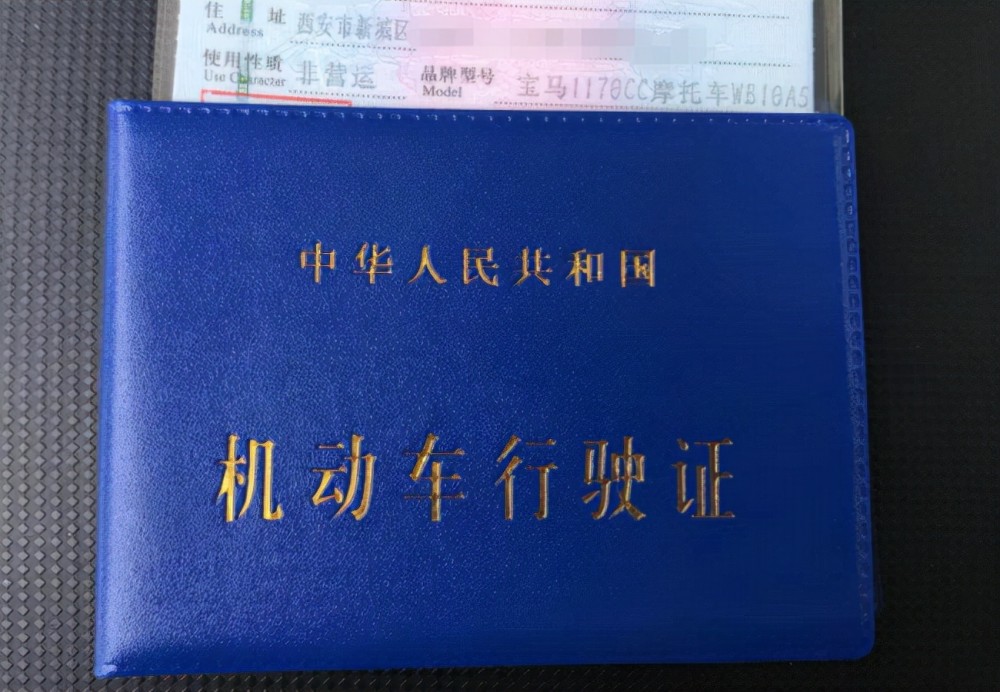 住 址 西安市新城区
Address
使用性质 非营运 品牌型号 宝马1170CC摩托车WB10A5
Use Character Model
中华人民共和国
机动车行驶证